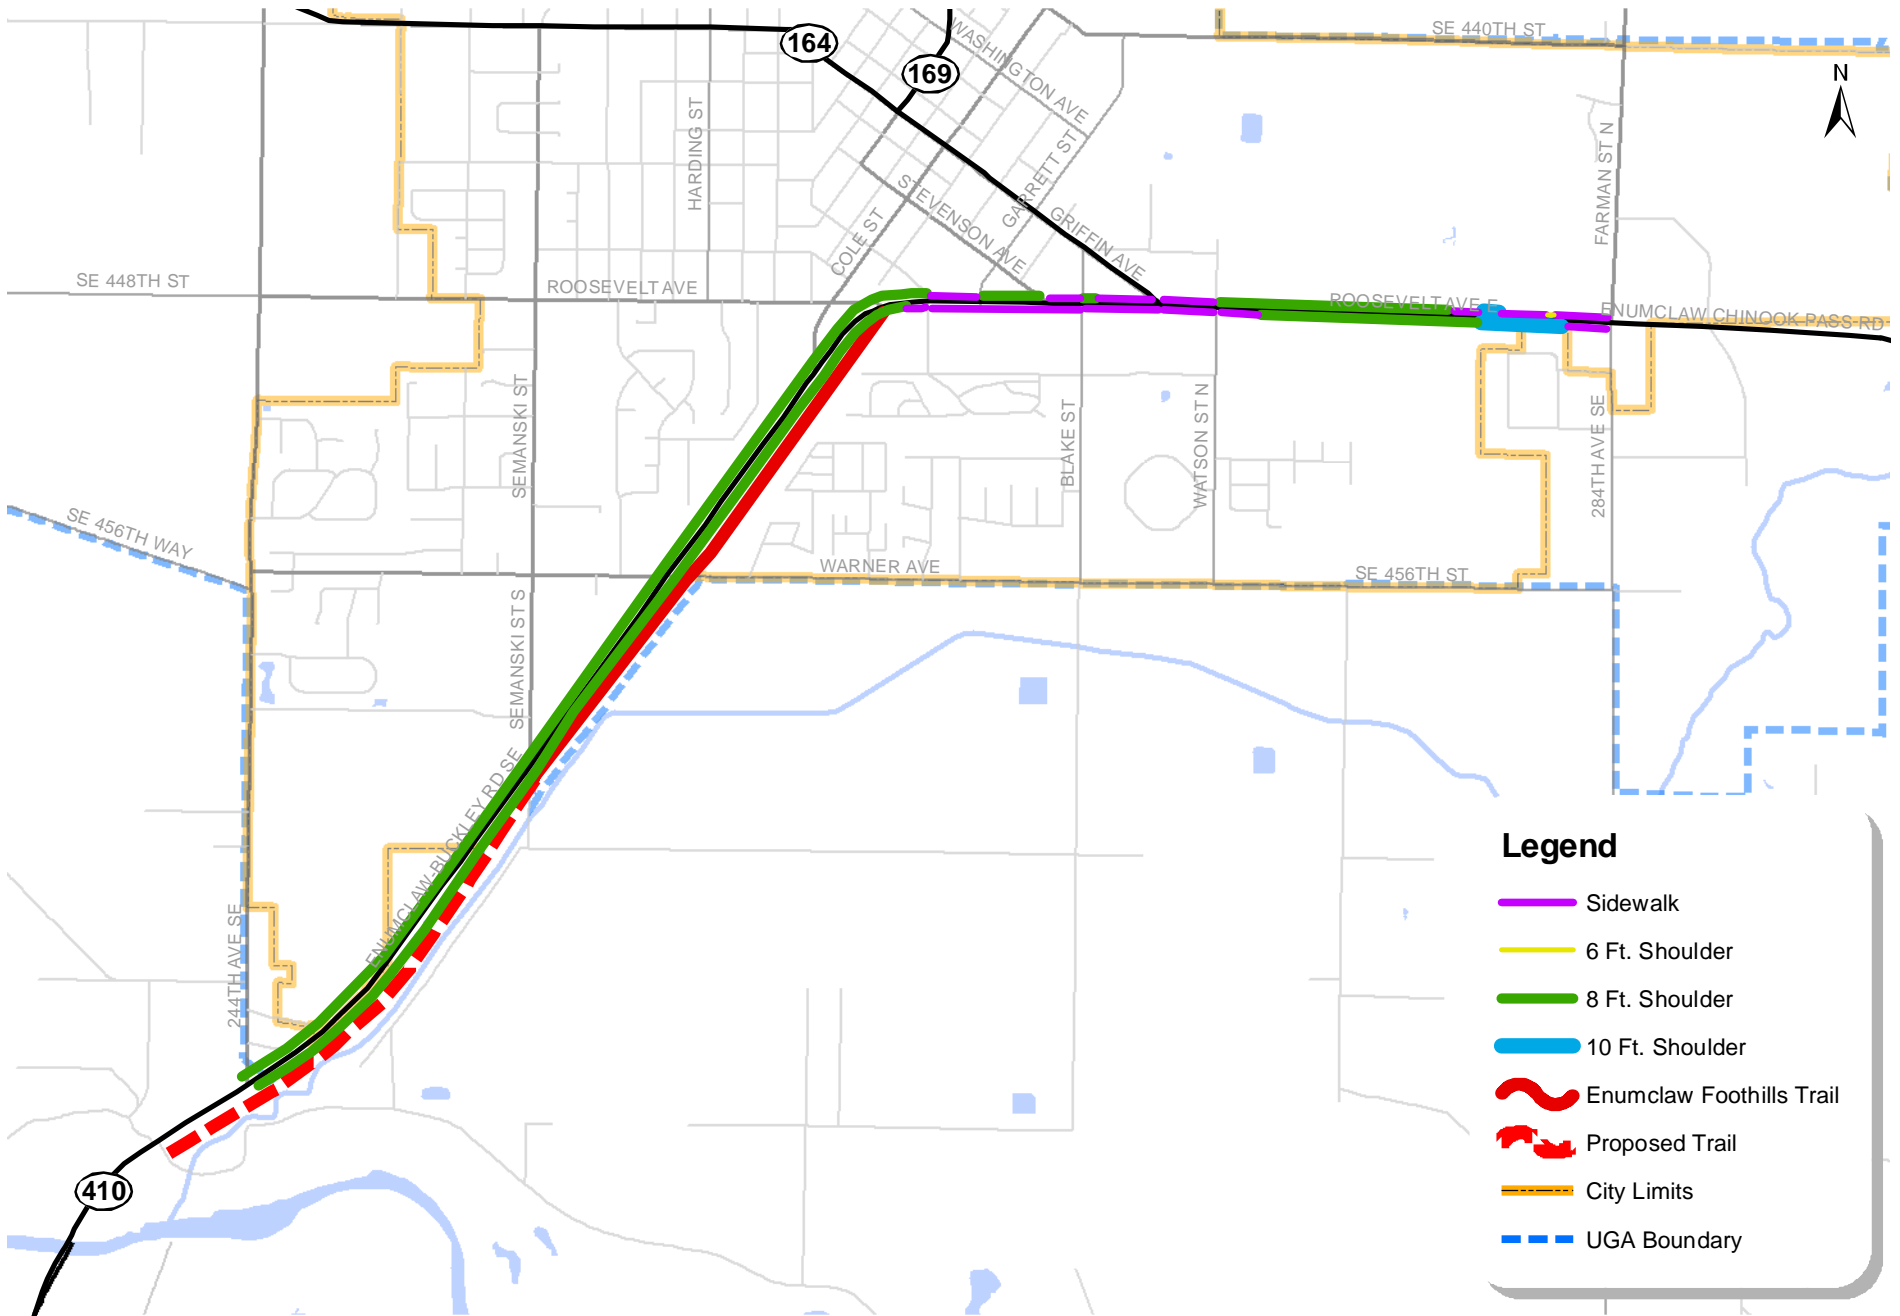 164
169
WASHINGTON AVE
SE 440TH ST
N
HARDING ST
GARRETT ST
FARMAN ST N
STEVENSON AVE
COLE ST
GRIFFIN AVE
SE 448TH ST
ROOSEVELT AVE
ROOSEVELT AVE E
ENUMCLAW CHINOOK PASS RD
SEMANSKI ST
BLAKE ST
WATSON ST N
284TH AVE SE
SE 456TH WAY
WARNER AVE
SE 456TH ST
SEMANSKI ST S
ENUMCLAW-BUCKLEY RD SE
244TH AVE SE
410
Legend
Sidewalk
6 Ft. Shoulder
8 Ft. Shoulder
10 Ft. Shoulder
Enumclaw Foothills Trail
Proposed Trail
City Limits
UGA Boundary